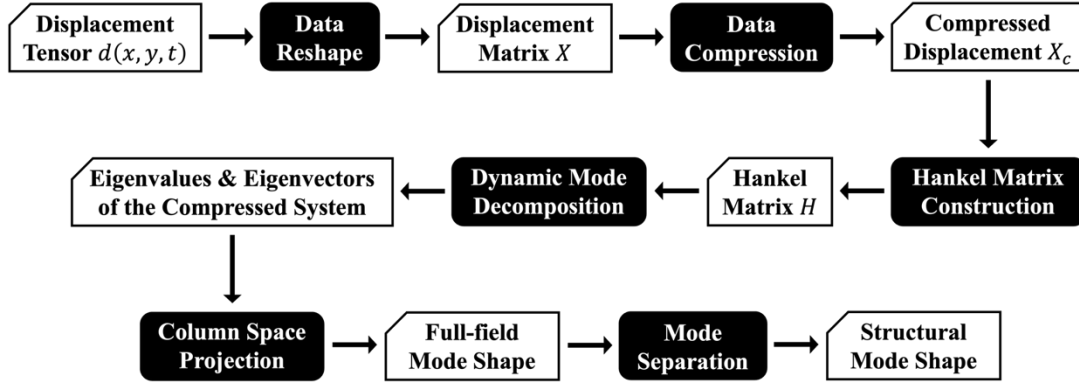 Displacement
Tensor d(x, y, t)
Data
Reshape
Displacement
Matrix X
Data
Compression
Compressed
Displacement X_c
Hankel Matrix
Construction
Hankel
Matrix H
Dynamic Mode
Decomposition
Eigenvalues & Eigenvectors
of the Compressed System
Column Space
Projection
Full-field
Mode Shape
Mode
Separation
Structural
Mode Shape